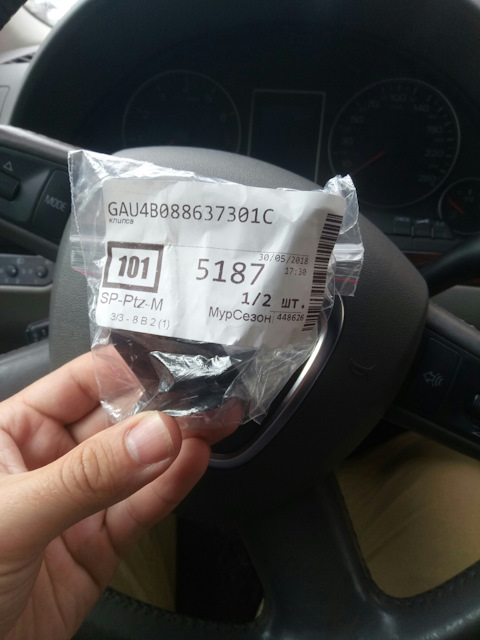 GAU4B088637301C
клипса
30/05/2018
17:30
101
5187
1/2 шт.
SP-Ptz-M
МурСезон 448626
3/3 - 8 В 2 (1)
MODE